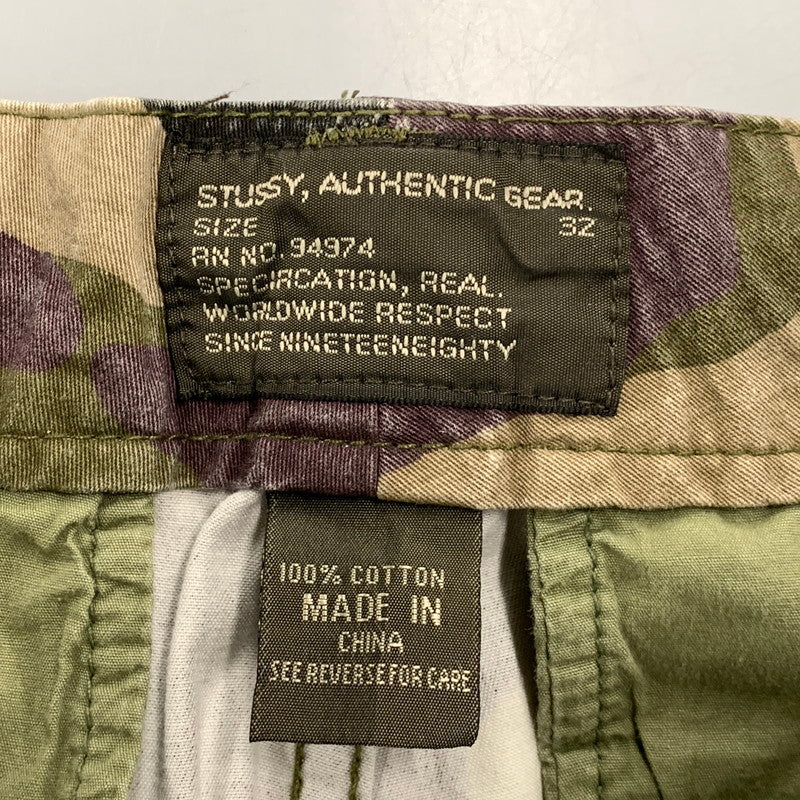 STUSSY, AUTHENTIC GEAR.
SIZE 32
RN NO. 94974
SPECIFICATION, REAL.
WORLDWIDE RESPECT
SINCE NINETEENEIGHTY
100% COTTON
MADE IN
CHINA
SEE REVERSE FOR CARE